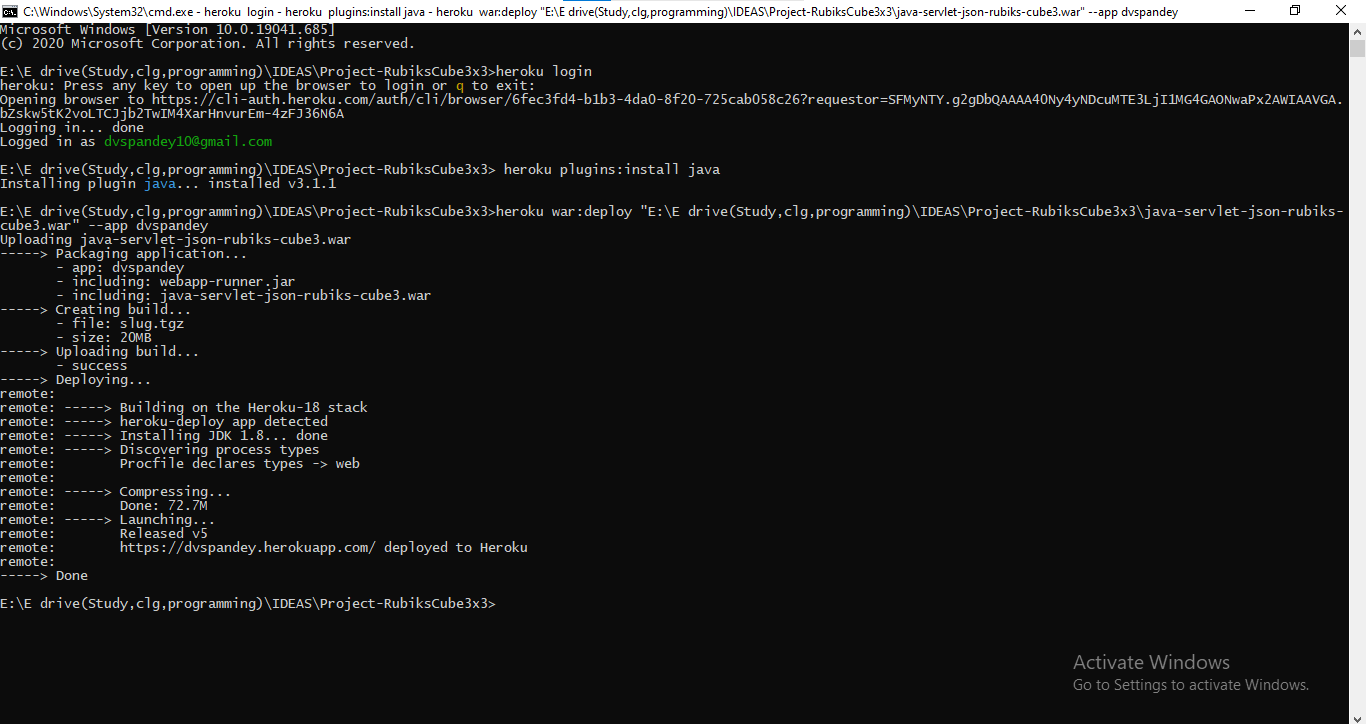 C:\Windows\System32\cmd.exe - heroku login - heroku plugins:install java - heroku war:deploy "E:\E drive(Study,clg,programming)\IDEAS\Project-RubiksCube3x3\java-servlet-json-rubiks-cube3.war" --app dvspandey
Microsoft Windows [Version 10.0.19041.685]
(c) 2020 Microsoft Corporation. All rights reserved.
E:\E drive(Study,clg,programming)\IDEAS\Project-RubiksCube3x3>heroku login
heroku: Press any key to open up the browser to login or q to exit:
Opening browser to https://cli-auth.heroku.com/auth/cli/browser/6fec3fd4-b1b3-4da0-8f20-725cab058c26?requestor=SFMyNTY.g2gDbQAAAA40Ny4yNDcuMTE3LjI1MG4GAONwaPx2AWIAAVGA.
bZskw5tK2voLTCJjb2TwIM4XarHnvurEm-4zFJ36N6A
Logging in... done
Logged in as dvspandey10@gmail.com
E:\E drive(Study,clg,programming)\IDEAS\Project-RubiksCube3x3> heroku plugins:install java
Installing plugin java... installed v3.1.1
E:\E drive(Study,clg,programming)\IDEAS\Project-RubiksCube3x3>heroku war:deploy "E:\E drive(Study,clg,programming)\IDEAS\Project-RubiksCube3x3\java-servlet-json-rubiks-
cube3.war" --app dvspandey
Uploading java-servlet-json-rubiks-cube3.war
-----> Packaging application...
- app: dvspandey
- including: webapp-runner.jar
- including: java-servlet-json-rubiks-cube3.war
-----> Creating build...
- file: slug.tgz
- size: 20MB
-----> Uploading build...
- success
-----> Deploying...
remote:
remote: -----> Building on the Heroku-18 stack
remote: -----> heroku-deploy app detected
remote: -----> Installing JDK 1.8... done
remote: -----> Discovering process types
remote: Procfile declares types -> web
remote:
remote: -----> Compressing...
remote: Done: 72.7M
remote: -----> Launching...
remote: Released v5
remote: https://dvspandey.herokuapp.com/ deployed to Heroku
remote:
-----> Done
E:\E drive(Study,clg,programming)\IDEAS\Project-RubiksCube3x3>
Activate Windows
Go to Settings to activate Windows.